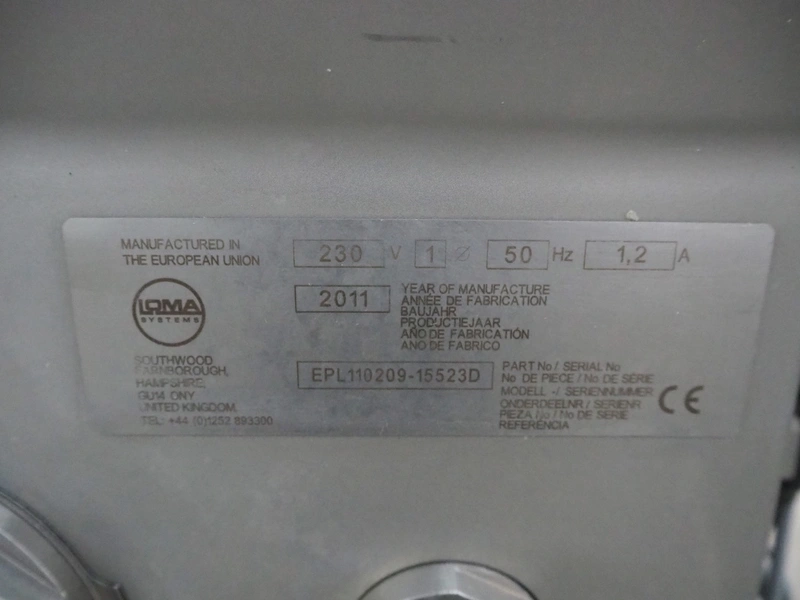 MANUFACTURED IN
THE EUROPEAN UNION
230 V 1 Ø 50 Hz 1,2 A
LOMA
SYSTEMS
2011
YEAR OF MANUFACTURE
ANNÉE DE FABRICATION
BAUJAHR
PRODUCTIEJAAR
AÑO DE FABRICATIÓN
ANO DE FABRICO
SOUTHWOOD
FARNBOROUGH,
HAMPSHIRE,
GU14 ONY
UNITED KINGDOM.
TEL: +44 (0)1252 893300
EPL110209-15523D
PART No / SERIAL No
No DE PIECE / No DE SÉRIE
MODELL -/ SERIENNUMMER
ONDERDEELNR / SERIENR
PIEZA No / No DE SERIE
REFERÊNCIA
CE